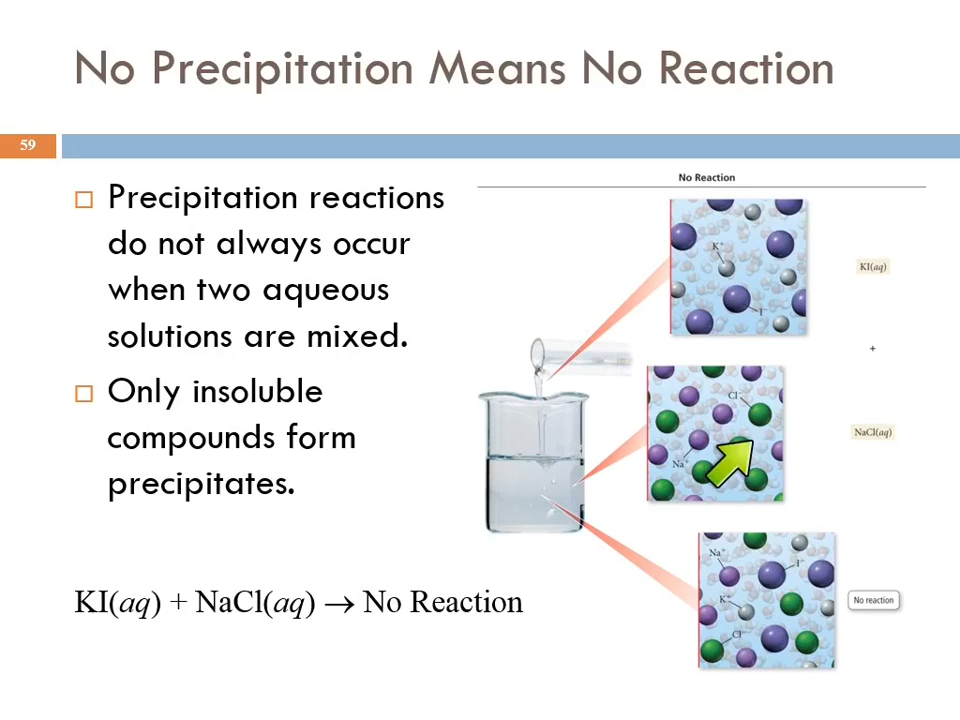 No Precipitation Means No Reaction
59
Precipitation reactions
do not always occur
when two aqueous
solutions are mixed.
Only insoluble
compounds form
precipitates.
KI(aq) + NaCl(aq) → No Reaction
No Reaction
K⁺
I⁻
KI(aq)
+
Cl⁻
Na⁺
NaCl(aq)
Na⁺
I⁻
K⁺
Cl⁻
No reaction